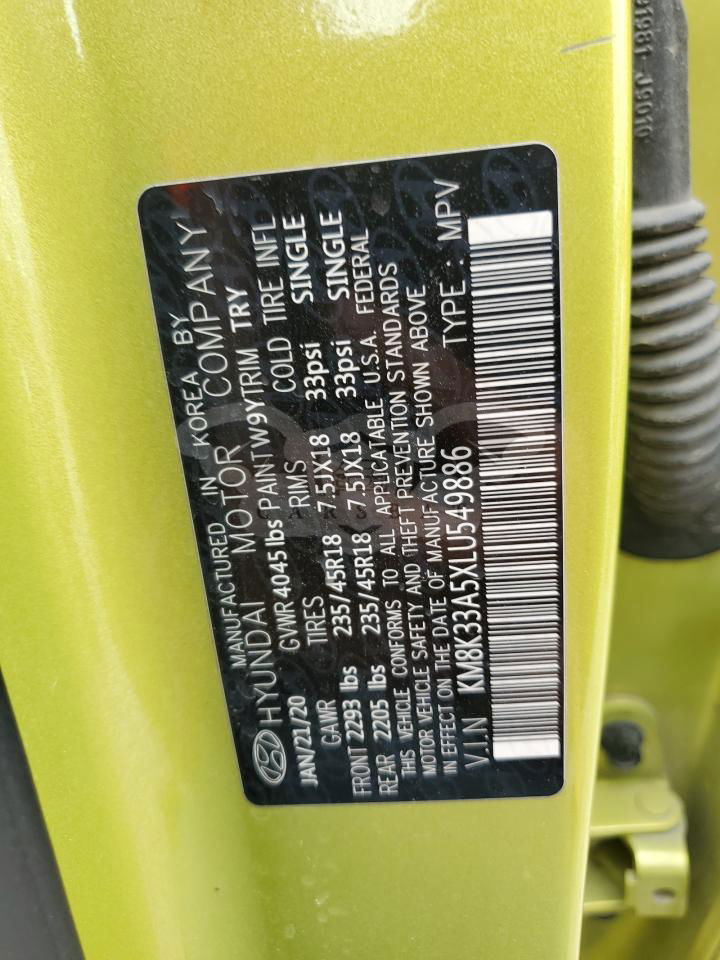 MANUFACTURED IN KOREA BY
HYUNDAI MOTOR COMPANY
JAN/21/20 GVWR 4045 lbs PAINT W9Y TRIM TRY
GAWR TIRES RIMS COLD TIRE INFL
FRONT 2293 lbs 235/45R18 7.5JX18 33psi SINGLE
REAR 2205 lbs 235/45R18 7.5JX18 33psi SINGLE
THIS VEHICLE CONFORMS TO ALL APPLICABLE U.S.A. FEDERAL
MOTOR VEHICLE SAFETY AND THEFT PREVENTION STANDARDS
IN EFFECT ON THE DATE OF MANUFACTURE SHOWN ABOVE
V.I.N KM8K33A5XLU549886 TYPE : MPV